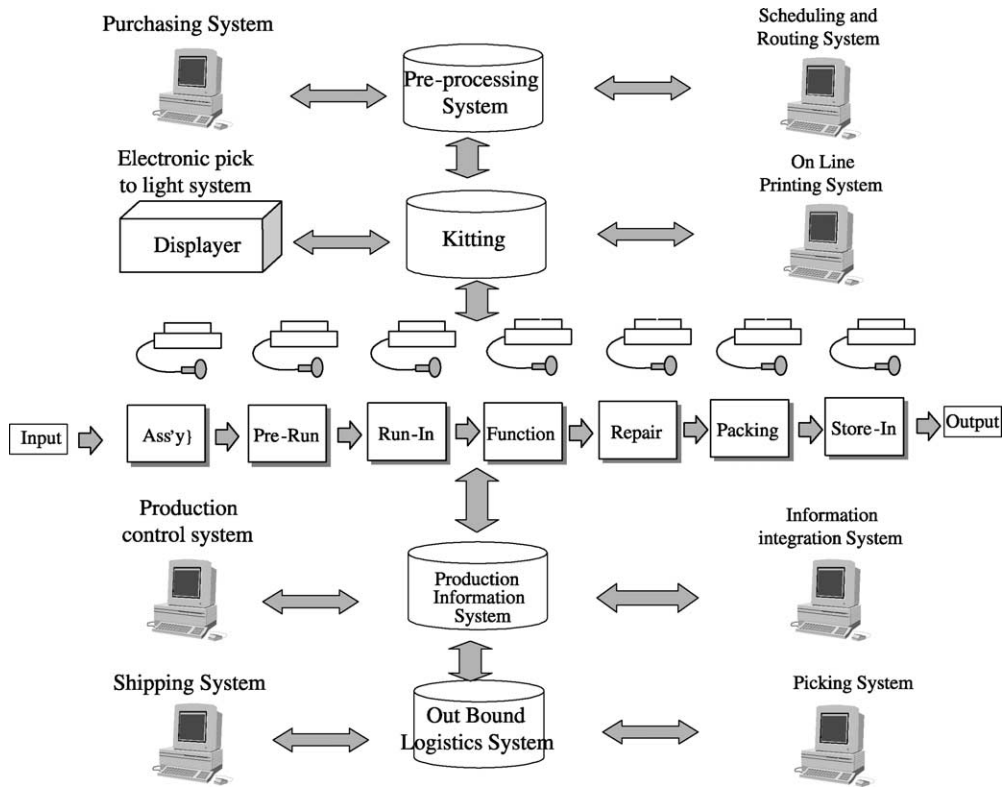 Purchasing System
Scheduling and
Routing System
Pre-processing
System
Electronic pick
to light system
On Line
Printing System
Displayer
Kitting
Input
Ass'y}
Pre-Run
Run-In
Function
Repair
Packing
Store-In
Output
Production
control system
Information
integration System
Production
Information
System
Shipping System
Picking System
Out Bound
Logistics System